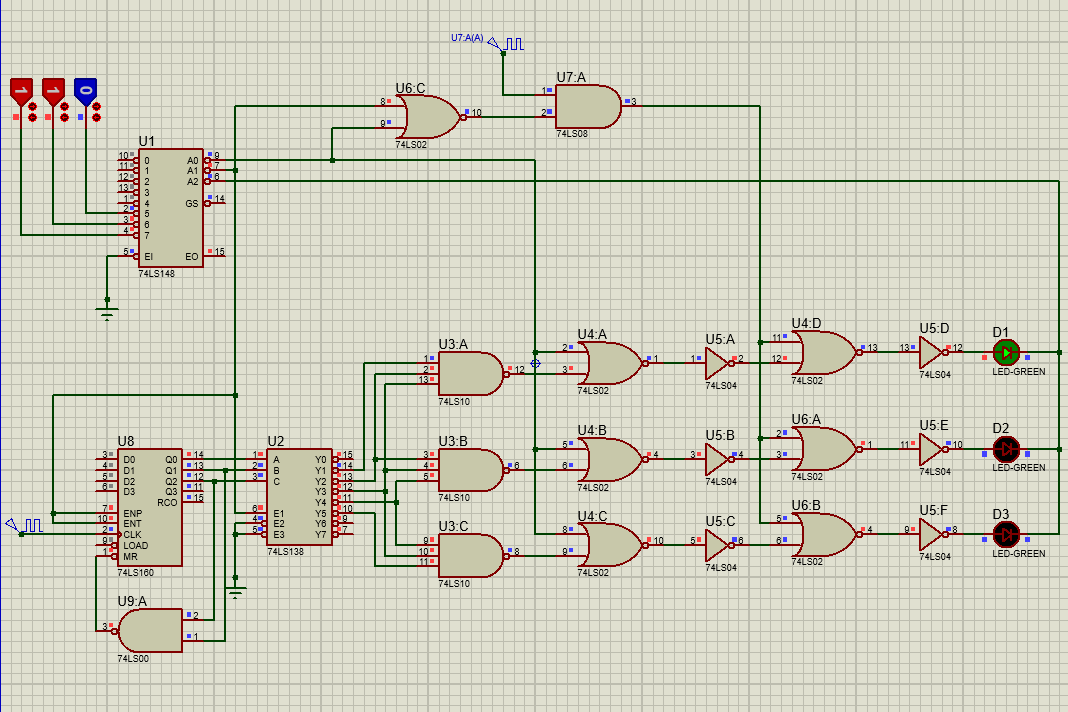 U7:A(A)
1 1 0
U6:C
8
9
10
74LS02
U7:A
1
2
3
74LS08
U1
10 0 A0 9
11 1 A1 7
12 2 A2 6
13 3
1 4 GS 14
2 5
3 6
4 7
5 EI EO 15
74LS148
U3:A
1
2
13
12
74LS10
U4:A
2
3
1
74LS02
U5:A
1 2
74LS04
U4:D
11
12
13
74LS02
U5:D
13 12
74LS04
D1
LED-GREEN
U3:B
3
4
5
6
74LS10
U4:B
5
6
4
74LS02
U5:B
3 4
74LS04
U6:A
2
3
1
74LS02
U5:E
11 10
74LS04
D2
LED-GREEN
U3:C
9
10
11
8
74LS10
U4:C
8
9
10
74LS02
U5:C
5 6
74LS04
U6:B
5
6
4
74LS02
U5:F
9 8
74LS04
D3
LED-GREEN
U8
3 D0 Q0 14
4 D1 Q1 13
5 D2 Q2 12
6 D3 Q3 11
RCO 15
7 ENP
10 ENT
2 CLK
9 LOAD
1 MR
74LS160
U2
1 A Y0 15
2 B Y1 14
3 C Y2 13
Y3 12
Y4 11
6 E1 Y5 10
4 E2 Y6 9
5 E3 Y7 7
74LS138
U9:A
3
2
1
74LS00